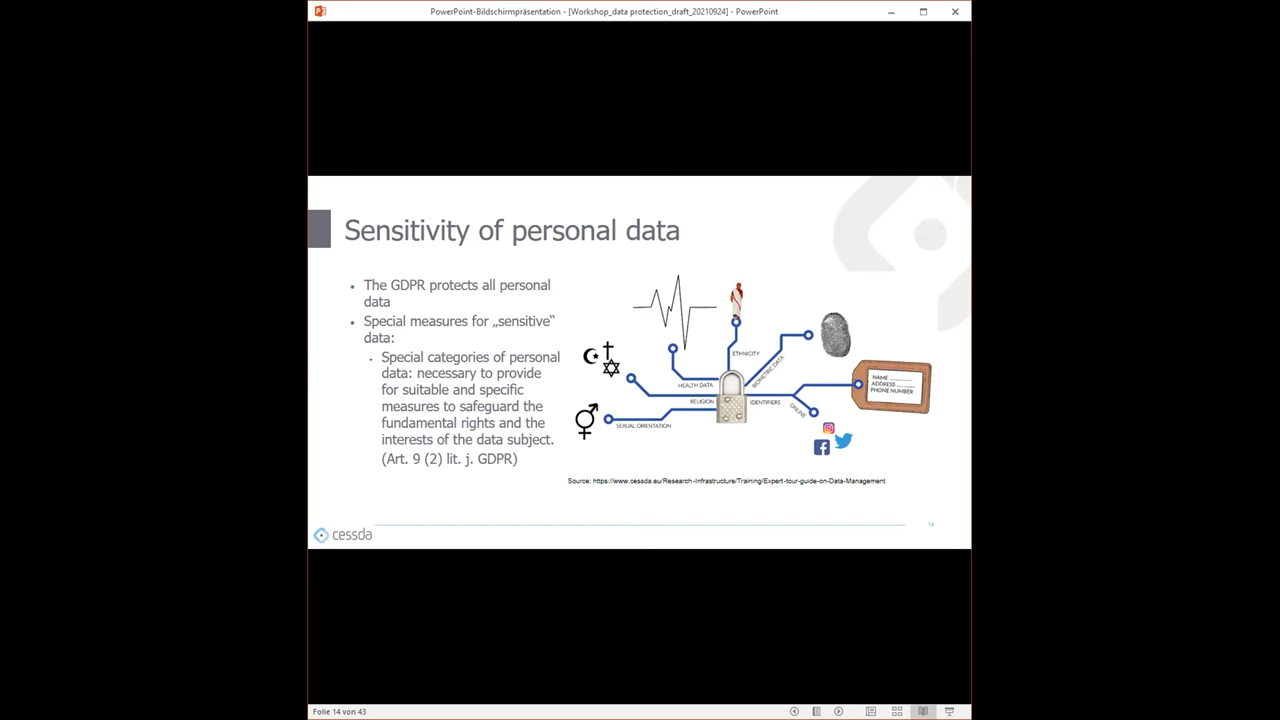 PowerPoint-Bildschirmpräsentation - [Workshop_data protection_draft_20210924] - PowerPoint
Sensitivity of personal data
• The GDPR protects all personal
data
• Special measures for „sensitive“
data:
• Special categories of personal
data: necessary to provide
for suitable and specific
measures to safeguard the
fundamental rights and the
interests of the data subject.
(Art. 9 (2) lit. j. GDPR)
ETHNICITY
BIOMETRIC DATA
HEALTH DATA
RELIGION
IDENTIFIERS
ONLINE
SEXUAL ORIENTATION
NAME ________
ADDRESS ________
PHONE NUMBER
Source: https://www.cessda.eu/Research-Infrastructure/Training/Expert-tour-guide-on-Data-Management
cessda
14
Folie 14 von 43